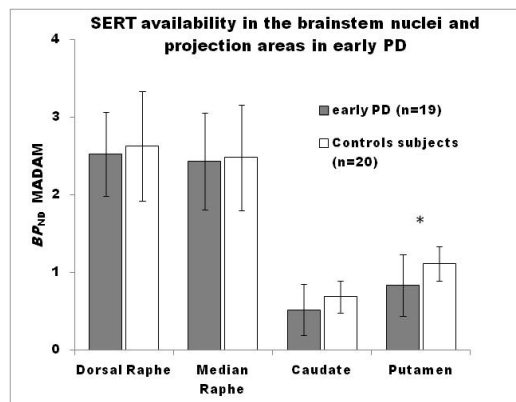 SERT availability in the brainstem nuclei and
projection areas in early PD
4
3
2
1
0
BPND MADAM
early PD (n=19)
Controls subjects
(n=20)
*
Dorsal Raphe
Median
Raphe
Caudate
Putamen